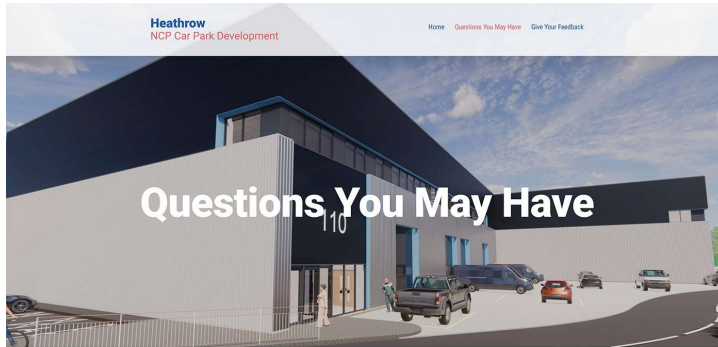 Heathrow
NCP Car Park Development
Home Questions You May Have Give Your Feedback
Questions You May Have
110